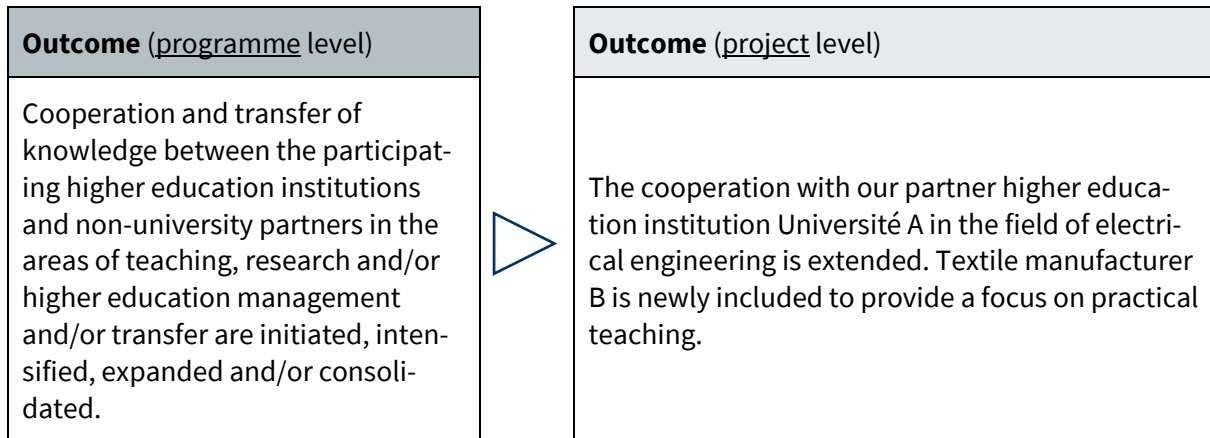 Outcome (programme level)
Cooperation and transfer of
knowledge between the participat-
ing higher education institutions
and non-university partners in the
areas of teaching, research and/or
higher education management
and/or transfer are initiated, inten-
sified, expanded and/or consoli-
dated.
Outcome (project level)
The cooperation with our partner higher educa-
tion institution Université A in the field of electri-
cal engineering is extended. Textile manufacturer
B is newly included to provide a focus on practical
teaching.